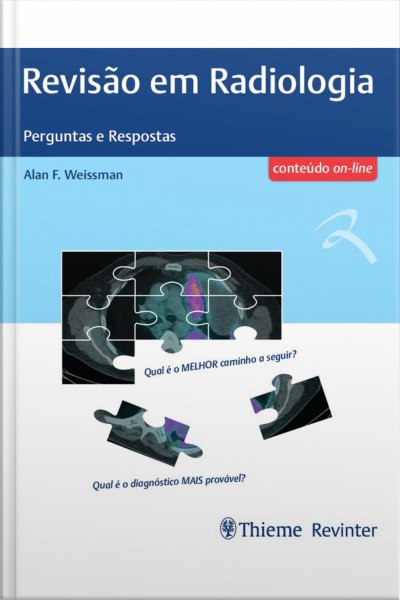 Revisão em Radiologia
Perguntas e Respostas
conteúdo on-line
Alan F. Weissman
Qual é o MELHOR caminho a seguir?
Qual é o diagnóstico MAIS provável?
Thieme Revinter